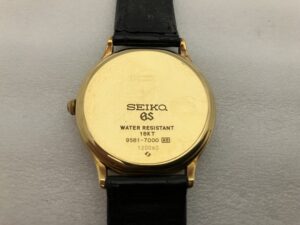 SEIKO
GS
WATER RESISTANT
18KT
9581-7000